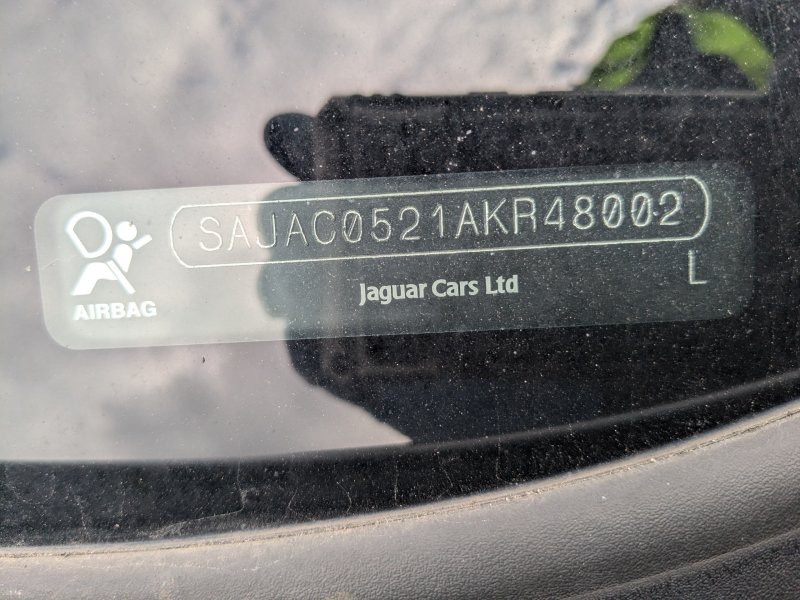 SAJAC0521AKR48002
L
Jaguar Cars Ltd
AIRBAG